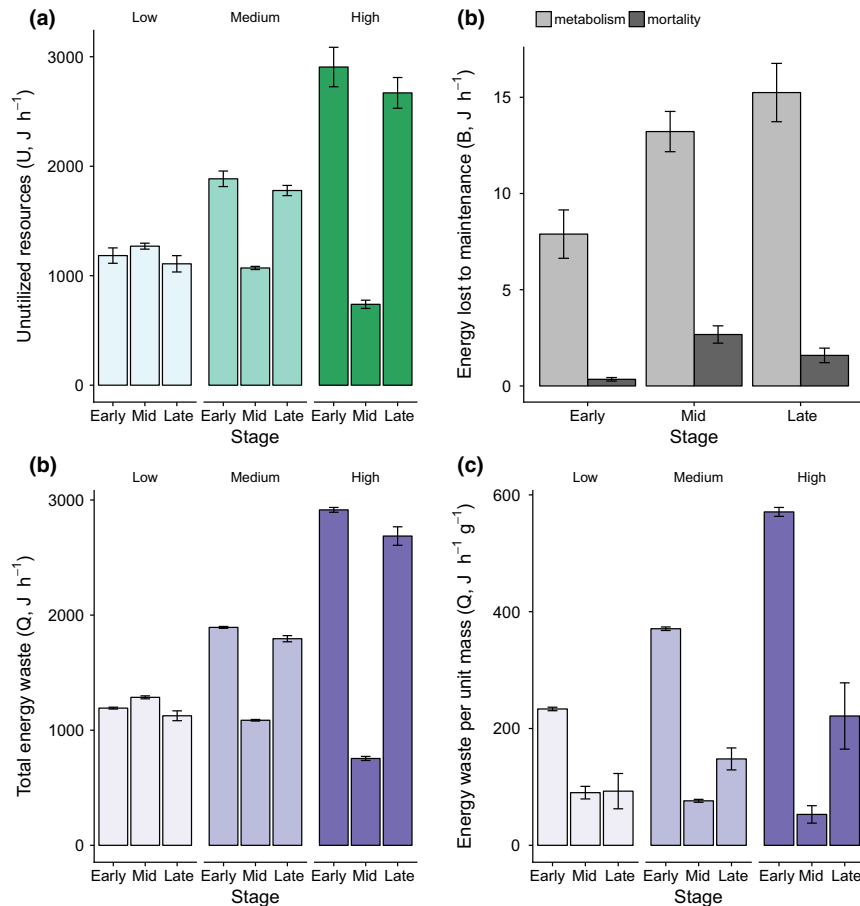 (a)
Low Medium High
Unutilized resources (U, J h⁻¹)
3000
2000
1000
0
Early Mid Late Early Mid Late Early Mid Late
Stage
(b)
metabolism mortality
Energy lost to maintenance (B, J h⁻¹)
15
10
5
0
Early Mid Late
Stage
(b)
Low Medium High
Total energy waste (Q, J h⁻¹)
3000
2000
1000
0
Early Mid Late Early Mid Late Early Mid Late
Stage
(c)
Low Medium High
Energy waste per unit mass (Q, J h⁻¹ g⁻¹)
600
400
200
0
Early Mid Late Early Mid Late Early Mid Late
Stage